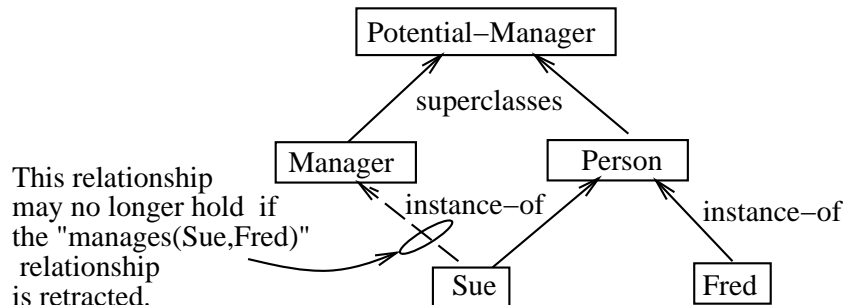 Potential−Manager
superclasses
Manager
Person
This relationship
may no longer hold if
the "manages(Sue,Fred)"
relationship
is retracted.
instance−of
instance−of
Sue
Fred